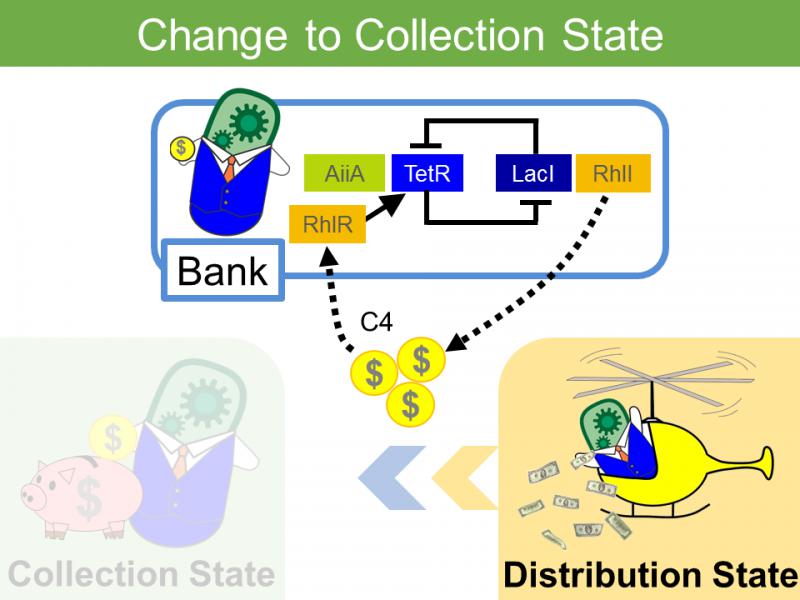 Change to Collection State
$
AiiA
TetR
LacI
RhlI
RhlR
Bank
C4
$
$
$
$
$
Collection State
Distribution State